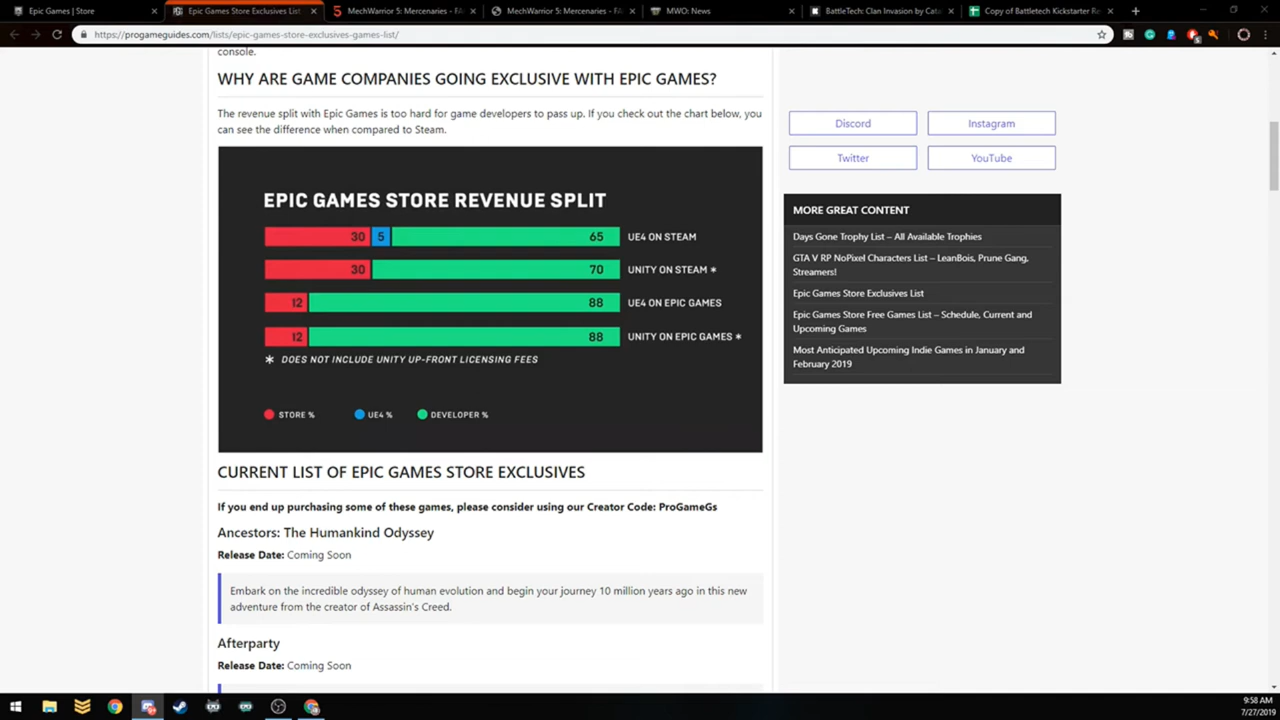 Epic Games | Store
Epic Games Store Exclusives List
MechWarrior 5: Mercenaries - FA
MechWarrior 5: Mercenaries - FA
MWO: News
BattleTech: Clan Invasion by Cata
Copy of Battletech Kickstarter Re
https://progameguides.com/lists/epic-games-store-exclusives-games-list/
console.
WHY ARE GAME COMPANIES GOING EXCLUSIVE WITH EPIC GAMES?
The revenue split with Epic Games is too hard for game developers to pass up. If you check out the chart below, you
can see the difference when compared to Steam.
EPIC GAMES STORE REVENUE SPLIT
30 5 65 UE4 ON STEAM
30 70 UNITY ON STEAM *
12 88 UE4 ON EPIC GAMES
12 88 UNITY ON EPIC GAMES *
* DOES NOT INCLUDE UNITY UP-FRONT LICENSING FEES
STORE % UE4 % DEVELOPER %
CURRENT LIST OF EPIC GAMES STORE EXCLUSIVES
If you end up purchasing some of these games, please consider using our Creator Code: ProGameGs
Ancestors: The Humankind Odyssey
Release Date: Coming Soon
Embark on the incredible odyssey of human evolution and begin your journey 10 million years ago in this new
adventure from the creator of Assassin's Creed.
Afterparty
Release Date: Coming Soon
Discord Instagram
Twitter YouTube
MORE GREAT CONTENT
Days Gone Trophy List – All Available Trophies
GTA V RP NoPixel Characters List – LeanBois, Prune Gang,
Streamers!
Epic Games Store Exclusives List
Epic Games Store Free Games List – Schedule, Current and
Upcoming Games
Most Anticipated Upcoming Indie Games in January and
February 2019
9:58 AM
7/27/2019